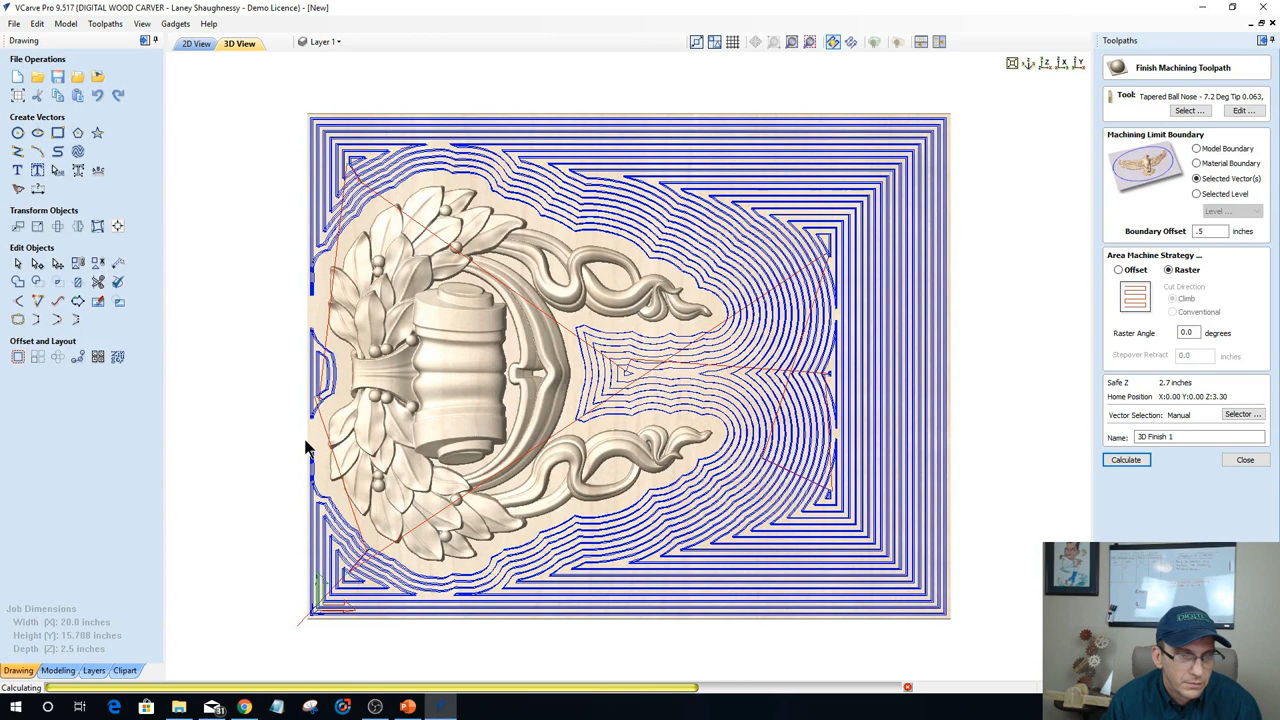 VCarve Pro 9.517 {DIGITAL WOOD CARVER - Laney Shaughnessy - Demo Licence} - [New]
File Edit Model Toolpaths View Gadgets Help
Drawing
2D View 3D View Layer 1
Toolpaths
File Operations
Create Vectors
Transform Objects
Edit Objects
Offset and Layout
Job Dimensions
Width (X): 20.0 inches
Height (Y): 15.708 inches
Depth (Z): 2.5 inches
Drawing Modeling Layers Clipart
Calculating
Finish Machining Toolpath
Tool: Tapered Ball Nose - 7.2 Deg Tip 0.063,
Select ... Edit ...
Machining Limit Boundary
Model Boundary
Material Boundary
Selected Vector(s)
Selected Level
Level ...
Boundary Offset .5 inches
Area Machine Strategy ...
Offset Raster
Cut Direction
Climb
Conventional
Raster Angle 0.0 degrees
Stepover Retract 0.0 inches
Safe Z 2.7 inches
Home Position X:0.00 Y:0.00 Z:3.30
Vector Selection: Manual Selector ...
Name: 3D Finish 1
Calculate Close